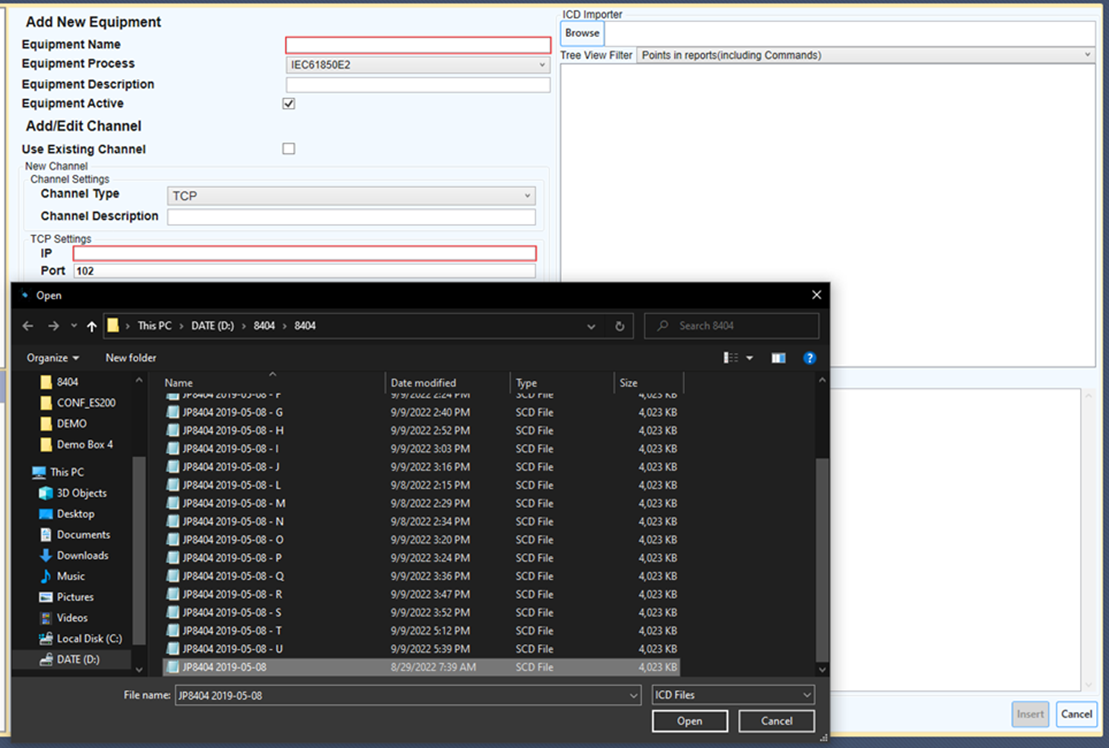 Add New Equipment
Equipment Name
Equipment Process IEC61850E2
Equipment Description
Equipment Active
Add/Edit Channel
Use Existing Channel
New Channel
Channel Settings
Channel Type TCP
Channel Description
TCP Settings
IP
Port 102
ICD Importer
Browse
Tree View Filter Points in reports(including Commands)
Open
This PC > DATE (D:) > 8404 > 8404
Search 8404
Organize New folder
8404
CONF_ES200
DEMO
Demo Box 4
This PC
3D Objects
Desktop
Documents
Downloads
Music
Pictures
Videos
Local Disk (C:)
DATE (D:)
Name Date modified Type Size
JP8404 2019-05-08 - F 9/9/2022 2:24 PM SCD File 4,023 KB
JP8404 2019-05-08 - G 9/9/2022 2:40 PM SCD File 4,023 KB
JP8404 2019-05-08 - H 9/9/2022 2:52 PM SCD File 4,023 KB
JP8404 2019-05-08 - I 9/9/2022 3:03 PM SCD File 4,023 KB
JP8404 2019-05-08 - J 9/9/2022 3:16 PM SCD File 4,023 KB
JP8404 2019-05-08 - L 9/8/2022 2:15 PM SCD File 4,023 KB
JP8404 2019-05-08 - M 9/8/2022 2:29 PM SCD File 4,023 KB
JP8404 2019-05-08 - N 9/8/2022 2:34 PM SCD File 4,023 KB
JP8404 2019-05-08 - O 9/9/2022 3:20 PM SCD File 4,023 KB
JP8404 2019-05-08 - P 9/9/2022 3:24 PM SCD File 4,023 KB
JP8404 2019-05-08 - Q 9/9/2022 3:36 PM SCD File 4,023 KB
JP8404 2019-05-08 - R 9/9/2022 3:47 PM SCD File 4,023 KB
JP8404 2019-05-08 - S 9/9/2022 3:52 PM SCD File 4,023 KB
JP8404 2019-05-08 - T 9/9/2022 5:12 PM SCD File 4,023 KB
JP8404 2019-05-08 - U 9/9/2022 5:39 PM SCD File 4,023 KB
JP8404 2019-05-08 8/29/2022 7:39 AM SCD File 4,023 KB
File name: JP8404 2019-05-08 ICD Files
Open Cancel
Insert Cancel